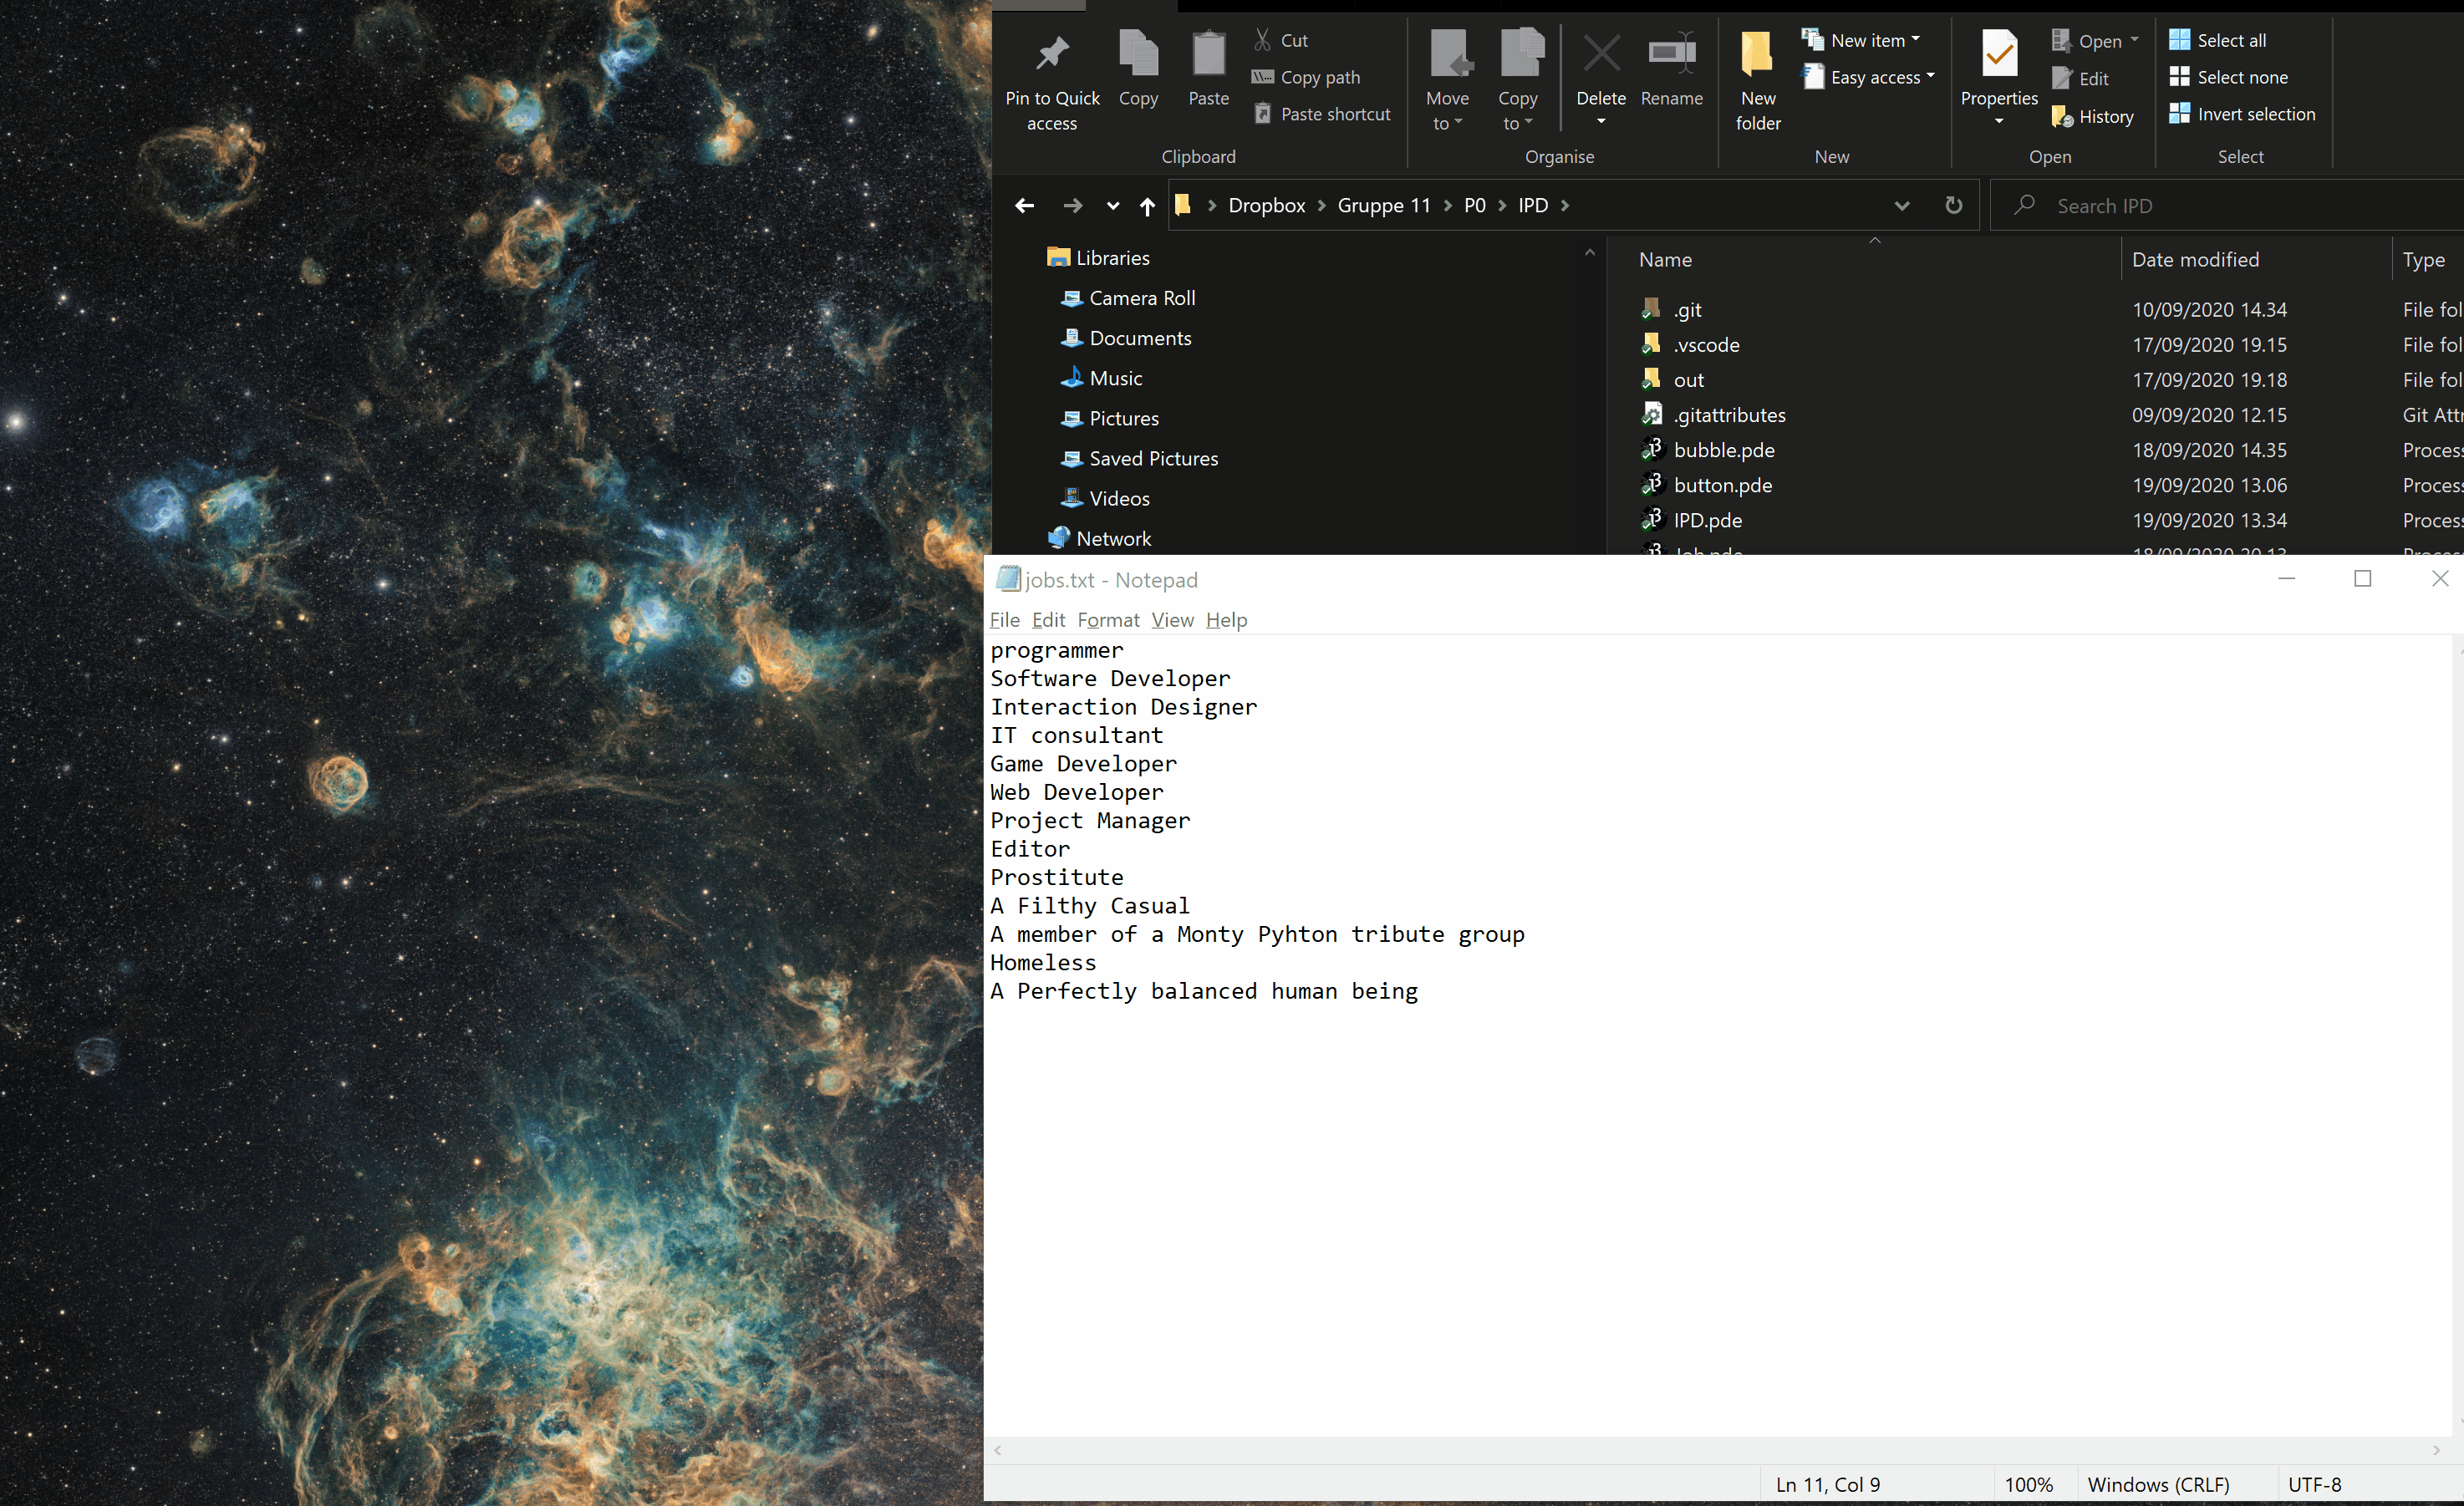 Pin to Quick access
Copy
Paste
Cut
Copy path
Paste shortcut
Clipboard
Move to
Copy to
Delete
Rename
Organise
New folder
New item
Easy access
New
Properties
Open
Edit
History
Open
Select all
Select none
Invert selection
Select
Dropbox > Gruppe 11 > P0 > IPD >
Search IPD
Libraries
Camera Roll
Documents
Music
Pictures
Saved Pictures
Videos
Network
Name Date modified Type
.git 10/09/2020 14.34 File fol
.vscode 17/09/2020 19.15 File fol
out 17/09/2020 19.18 File fol
.gitattributes 09/09/2020 12.15 Git Attr
bubble.pde 18/09/2020 14.35 Process
button.pde 19/09/2020 13.06 Process
IPD.pde 19/09/2020 13.34 Process
jobs.txt - Notepad
File Edit Format View Help
programmer
Software Developer
Interaction Designer
IT consultant
Game Developer
Web Developer
Project Manager
Editor
Prostitute
A Filthy Casual
A member of a Monty Pyhton tribute group
Homeless
A Perfectly balanced human being
Ln 11, Col 9 100% Windows (CRLF) UTF-8